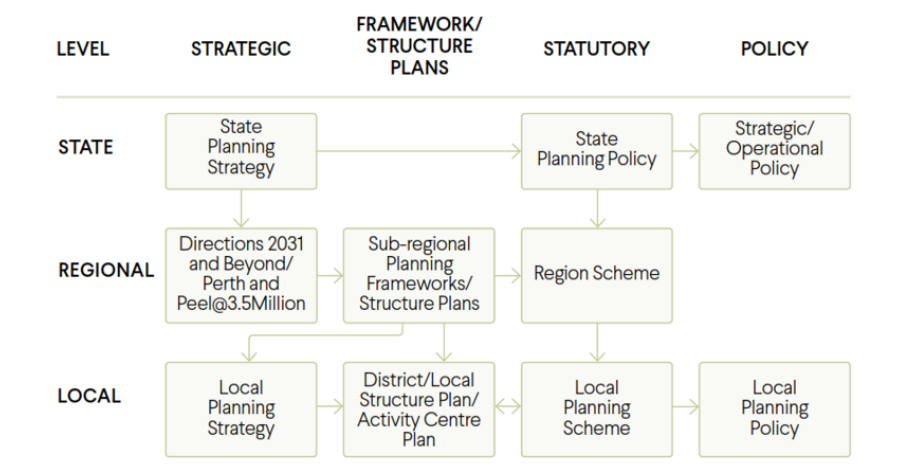 LEVEL
STRATEGIC
FRAMEWORK/
STRUCTURE
PLANS
STATUTORY
POLICY
STATE
State
Planning
Strategy
State
Planning Policy
Strategic/
Operational
Policy
REGIONAL
Directions 2031
and Beyond/
Perth and
Peel@3.5Million
Sub-regional
Planning
Frameworks/
Structure Plans
Region Scheme
LOCAL
Local
Planning
Strategy
District/Local
Structure Plan/
Activity Centre
Plan
Local
Planning
Scheme
Local
Planning
Policy